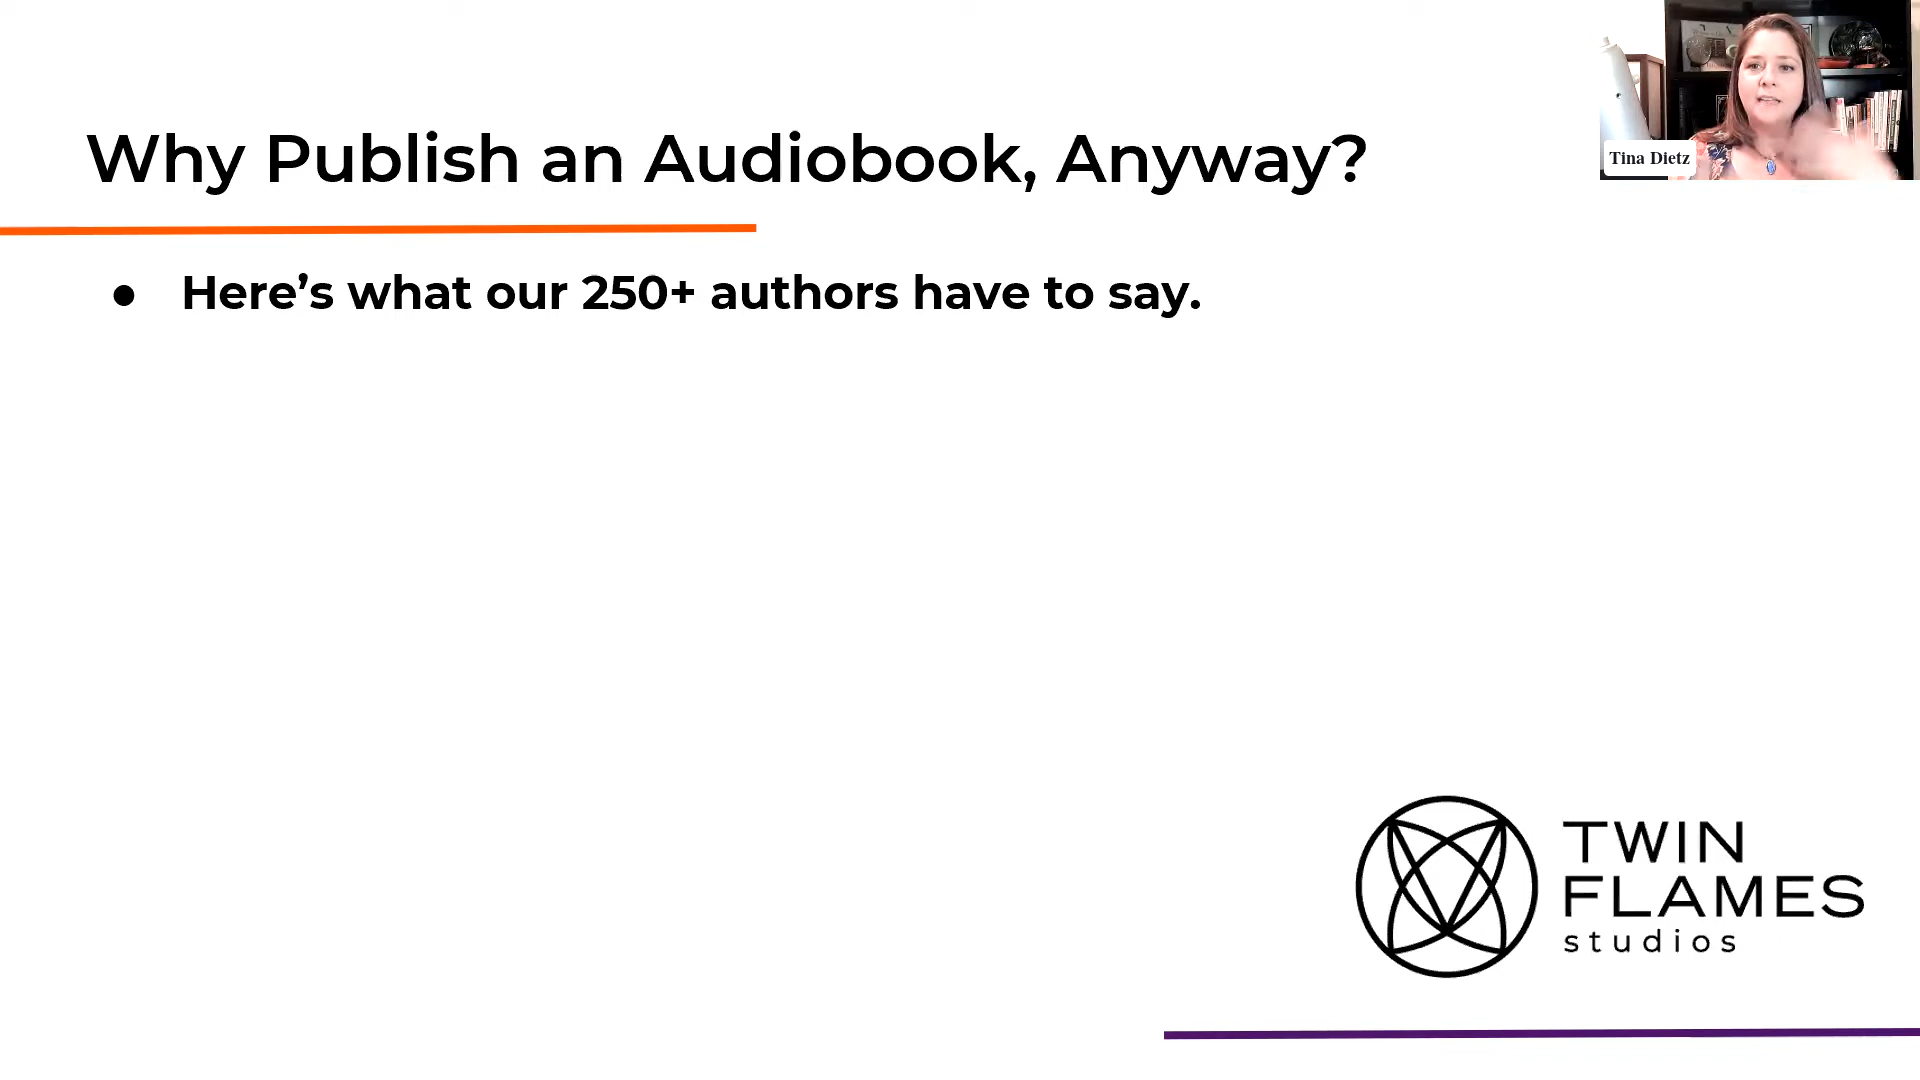 Why Publish an Audiobook, Anyway?
Tina Dietz
● Here’s what our 250+ authors have to say.
TWIN
FLAMES
studios